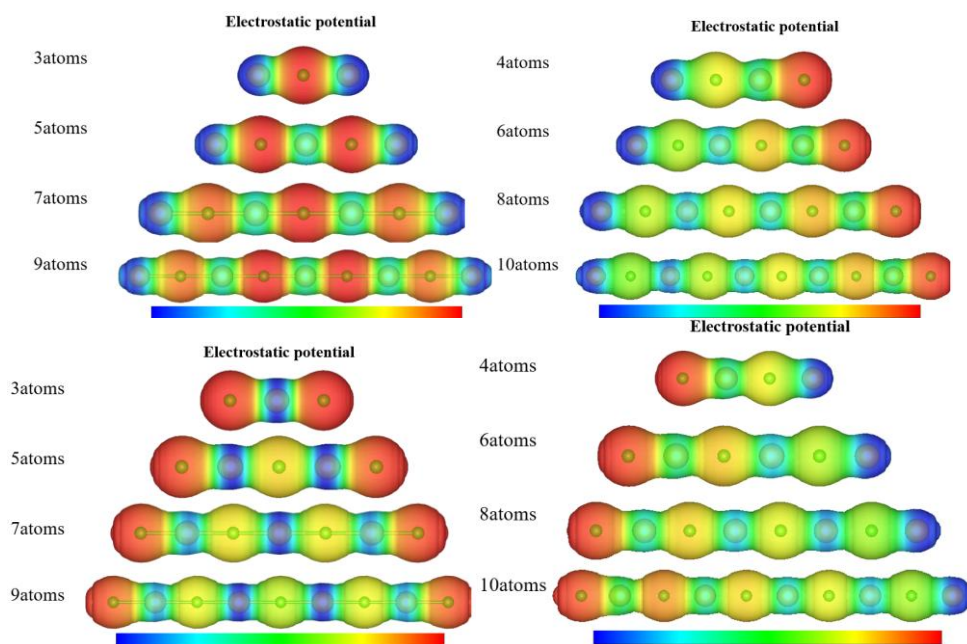 Electrostatic potential
3atoms
5atoms
7atoms
9atoms
Electrostatic potential
4atoms
6atoms
8atoms
10atoms
Electrostatic potential
3atoms
5atoms
7atoms
9atoms
Electrostatic potential
4atoms
6atoms
8atoms
10atoms